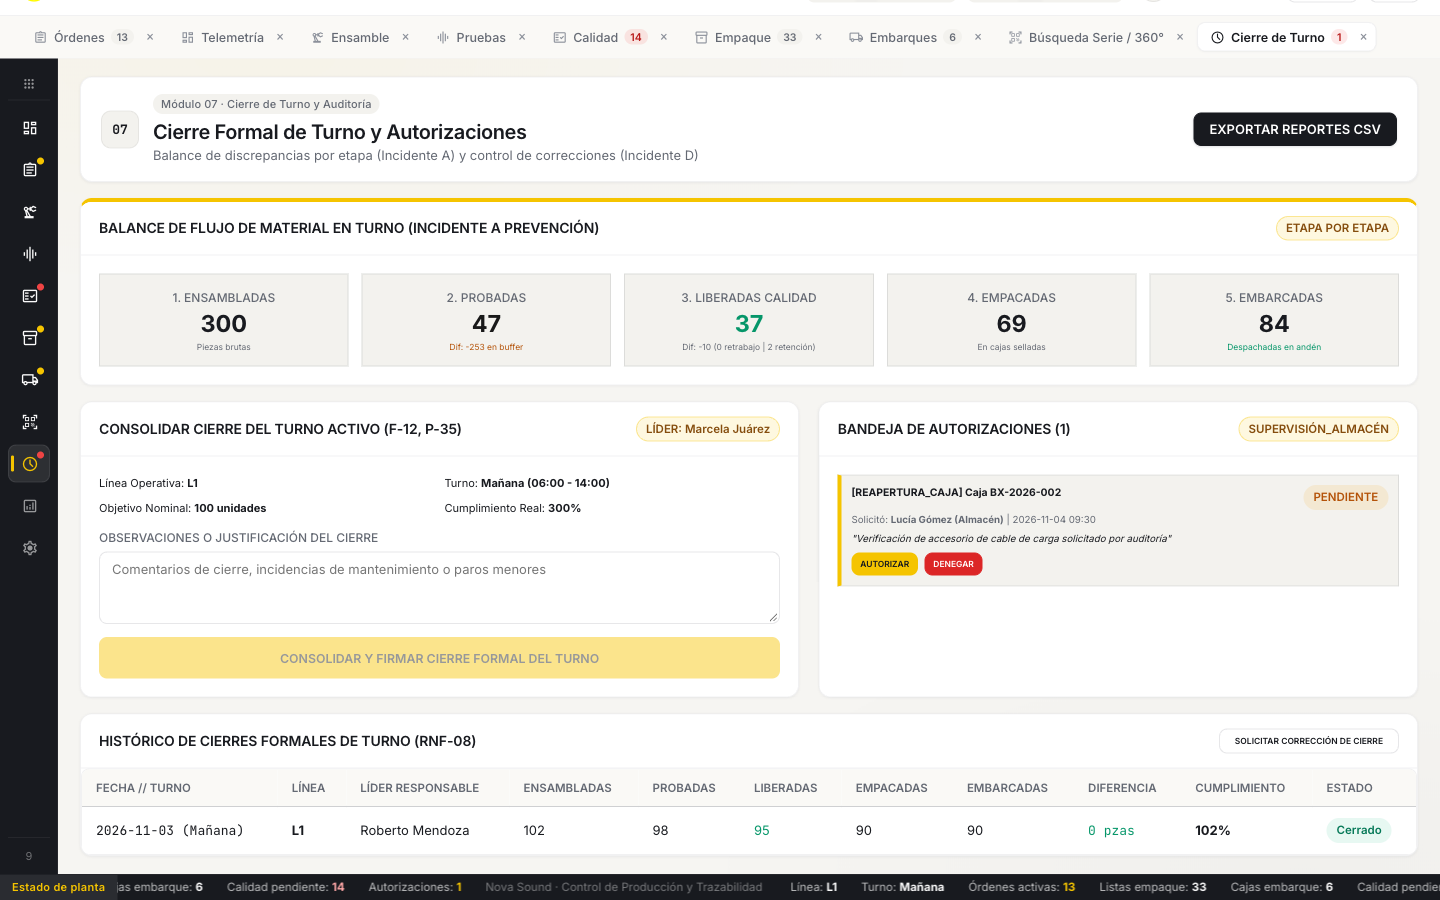 Órdenes 13 × Telemetría × Ensamble × Pruebas × Calidad 14 × Empaque 33 × Embarques 6 × Búsqueda Serie / 360° × Cierre de Turno 1 ×
Módulo 07 · Cierre de Turno y Auditoría
07
Cierre Formal de Turno y Autorizaciones
Balance de discrepancias por etapa (Incidente A) y control de correcciones (Incidente D)
EXPORTAR REPORTES CSV
BALANCE DE FLUJO DE MATERIAL EN TURNO (INCIDENTE A PREVENCIÓN)
ETAPA POR ETAPA
1. ENSAMBLADAS
300
Piezas brutas
2. PROBADAS
47
Dif: -253 en buffer
3. LIBERADAS CALIDAD
37
Dif: -10 (0 retrabajo | 2 retención)
4. EMPACADAS
69
En cajas selladas
5. EMBARCADAS
84
Despachadas en andén
CONSOLIDAR CIERRE DEL TURNO ACTIVO (F-12, P-35)
LÍDER: Marcela Juárez
Línea Operativa: L1
Turno: Mañana (06:00 - 14:00)
Objetivo Nominal: 100 unidades
Cumplimiento Real: 300%
OBSERVACIONES O JUSTIFICACIÓN DEL CIERRE
Comentarios de cierre, incidencias de mantenimiento o paros menores
CONSOLIDAR Y FIRMAR CIERRE FORMAL DEL TURNO
BANDEJA DE AUTORIZACIONES (1)
SUPERVISIÓN_ALMACÉN
[REAPERTURA_CAJA] Caja BX-2026-002
PENDIENTE
Solicitó: Lucía Gómez (Almacén) | 2026-11-04 09:30
"Verificación de accesorio de cable de carga solicitado por auditoría"
AUTORIZAR
DENEGAR
HISTÓRICO DE CIERRES FORMALES DE TURNO (RNF-08)
SOLICITAR CORRECCIÓN DE CIERRE
FECHA // TURNO LÍNEA LÍDER RESPONSABLE ENSAMBLADAS PROBADAS LIBERADAS EMPACADAS EMBARCADAS DIFERENCIA CUMPLIMIENTO ESTADO
2026-11-03 (Mañana) L1 Roberto Mendoza 102 98 95 90 90 0 pzas 102% Cerrado
9
Estado de planta jas embarque: 6 Calidad pendiente: 14 Autorizaciones: 1 Nova Sound · Control de Producción y Trazabilidad Línea: L1 Turno: Mañana Órdenes activas: 13 Listas empaque: 33 Cajas embarque: 6 Calidad pendie